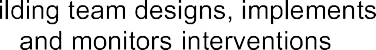 ilding team designs, implements
and monitors interventions